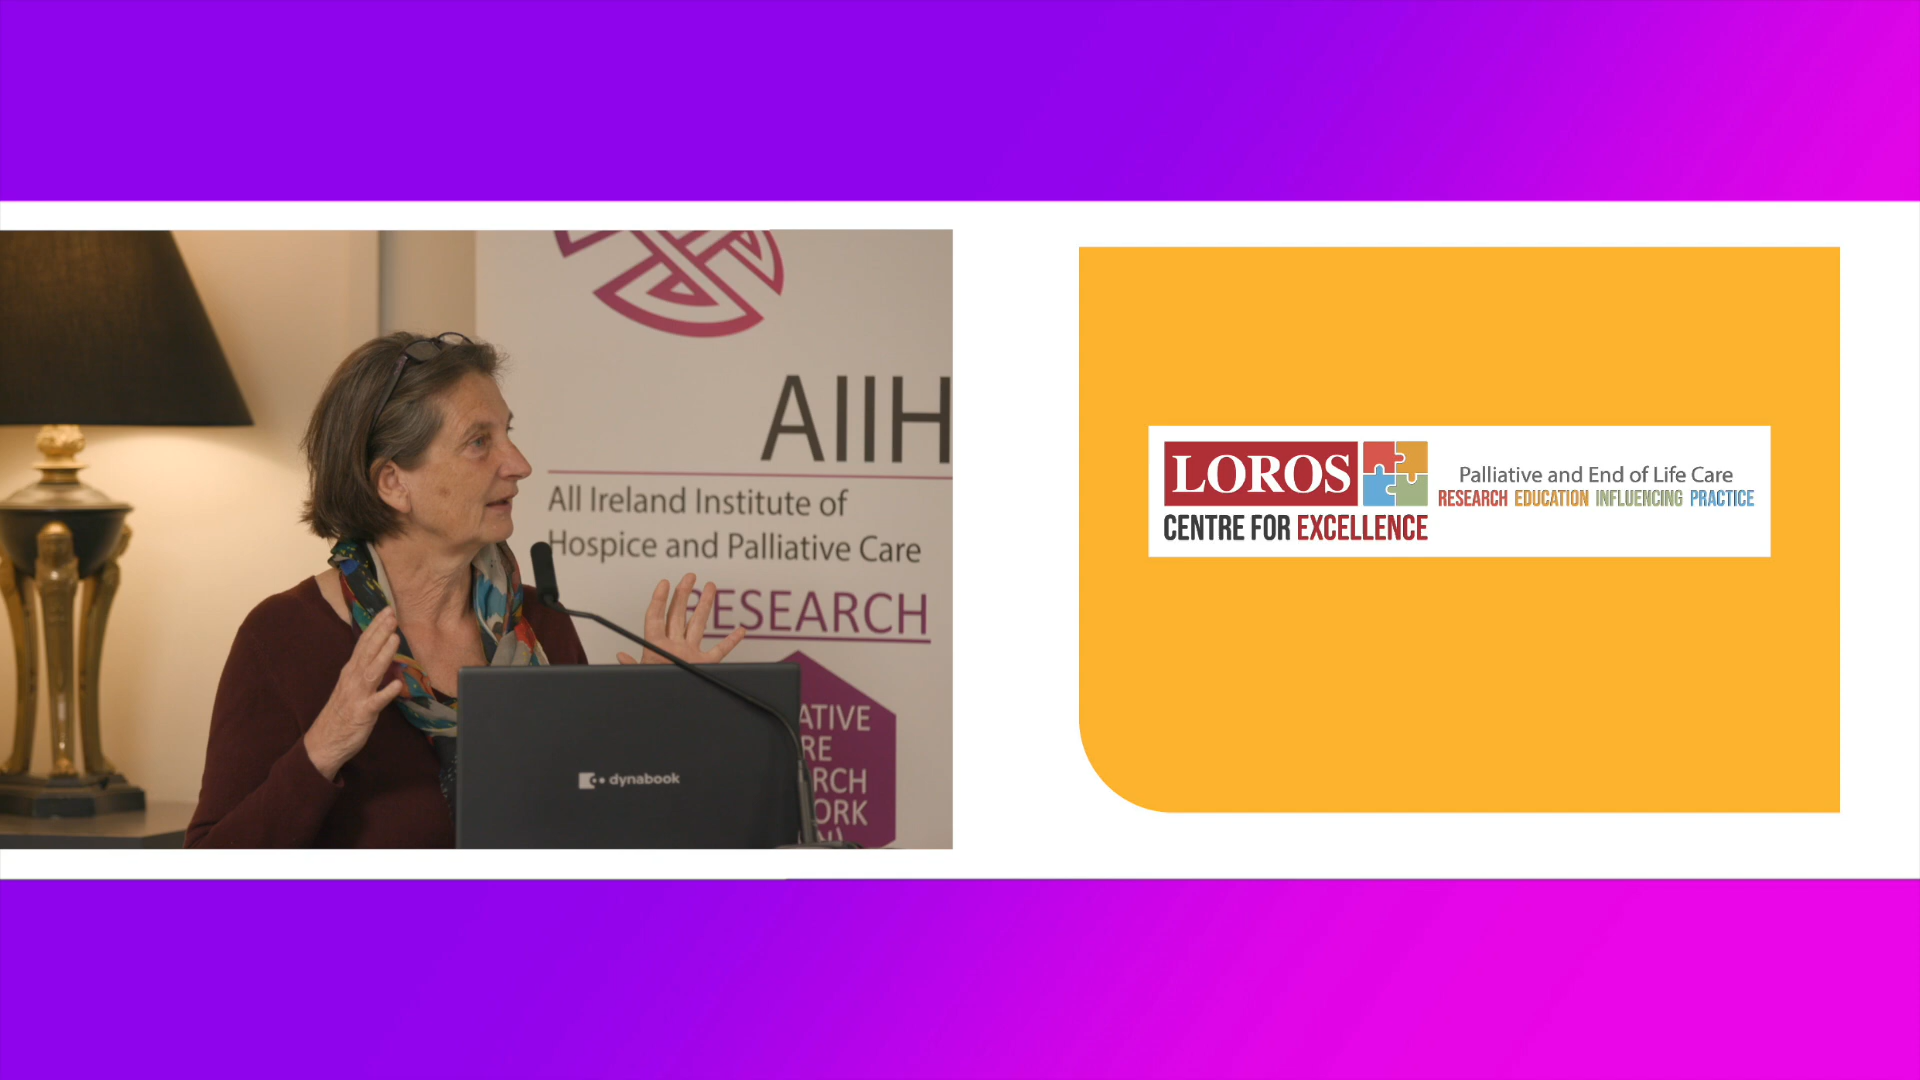 AIIH
All Ireland Institute of
Hospice and Palliative Care
RESEARCH
ATIVE
RE
RCH
ORK
dynabook
LOROS
CENTRE FOR EXCELLENCE
Palliative and End of Life Care
RESEARCH EDUCATION INFLUENCING PRACTICE